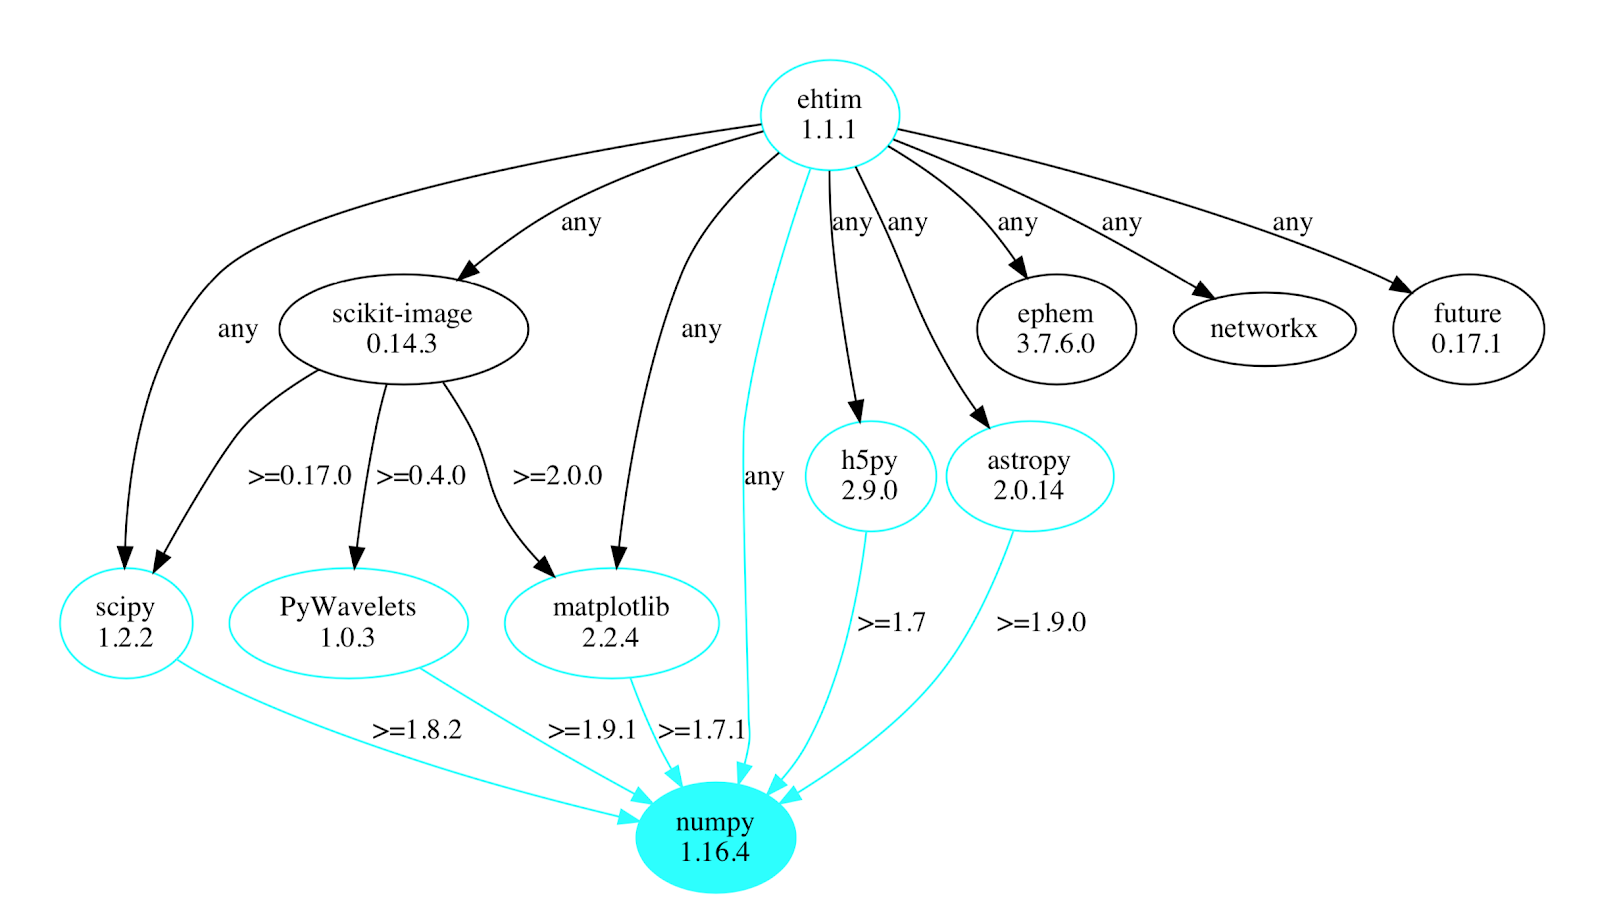 ehtim
1.1.1
any
any
any
any
any
any
any
scikit-image
0.14.3
ephem
3.7.6.0
networkx
future
0.17.1
any
any
h5py
2.9.0
astropy
2.0.14
>=0.17.0
>=0.4.0
>=2.0.0
any
scipy
1.2.2
PyWavelets
1.0.3
matplotlib
2.2.4
>=1.7
>=1.9.0
>=1.8.2
>=1.9.1
>=1.7.1
numpy
1.16.4